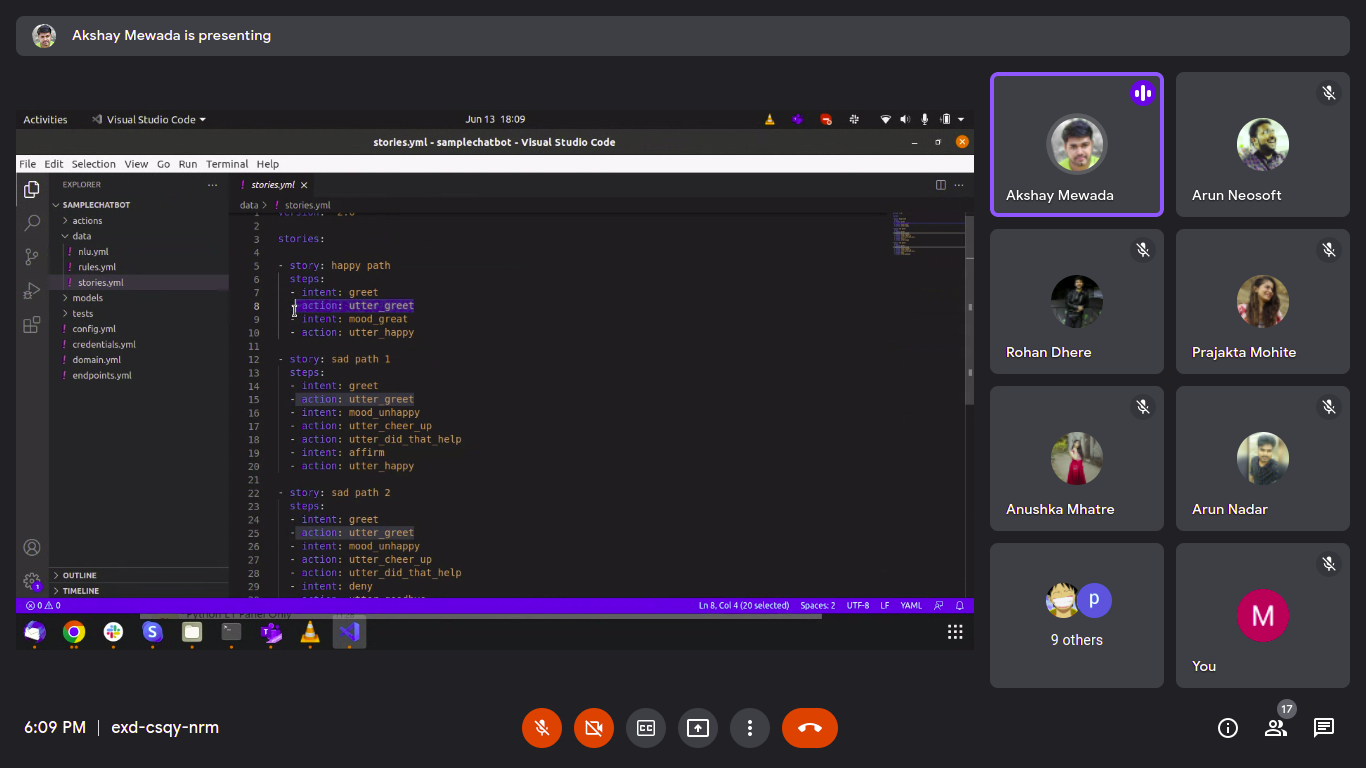 Akshay Mewada is presenting
Activities
Visual Studio Code
Jun 13 18:09
stories.yml - samplechatbot - Visual Studio Code
File Edit Selection View Go Run Terminal Help
EXPLORER
SAMPLECHATBOT
actions
data
nlu.yml
rules.yml
stories.yml
models
tests
config.yml
credentials.yml
domain.yml
endpoints.yml
OUTLINE
TIMELINE
stories.yml
data > stories.yml
2
3 stories:
4
5 - story: happy path
6 steps:
7 - intent: greet
8 - action: utter_greet
9 - intent: mood_great
10 - action: utter_happy
11
12 - story: sad path 1
13 steps:
14 - intent: greet
15 - action: utter_greet
16 - intent: mood_unhappy
17 - action: utter_cheer_up
18 - action: utter_did_that_help
19 - intent: affirm
20 - action: utter_happy
21
22 - story: sad path 2
23 steps:
24 - intent: greet
25 - action: utter_greet
26 - intent: mood_unhappy
27 - action: utter_cheer_up
28 - action: utter_did_that_help
29 - intent: deny
0 0
Ln 8, Col 4 (20 selected) Spaces: 2 UTF-8 LF YAML
Akshay Mewada
Arun Neosoft
Rohan Dhere
Prajakta Mohite
Anushka Mhatre
Arun Nadar
P
9 others
M
You
6:09 PM | exd-csqy-nrm
CC
17